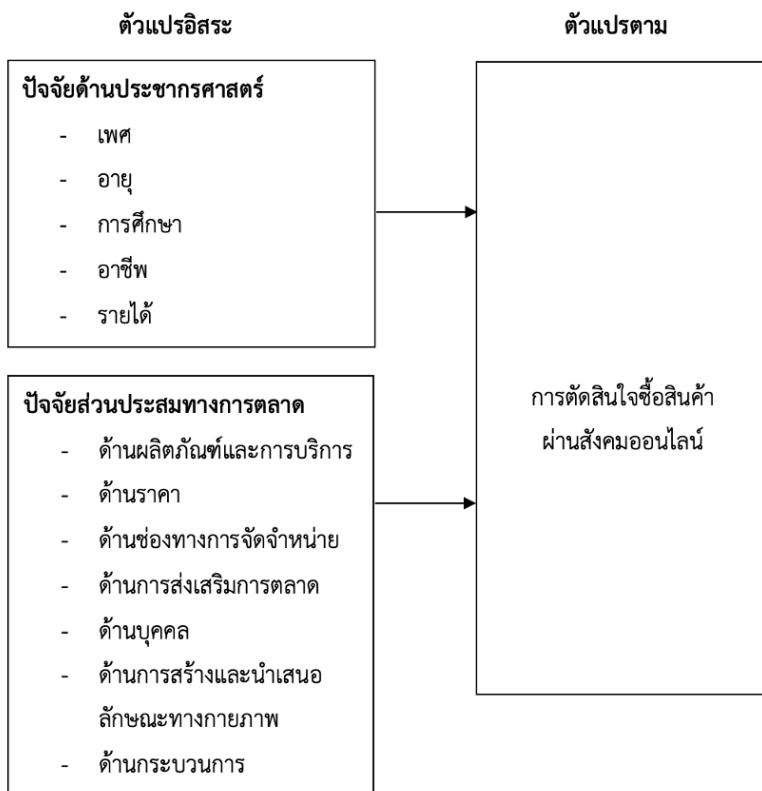 ตัวแปรอิสระ
ตัวแปรตาม
ปัจจัยด้านประชากรศาสตร์
- เพศ
- อายุ
- การศึกษา
- อาชีพ
- รายได้
ปัจจัยส่วนประสมทางการตลาด
- ด้านผลิตภัณฑ์และการบริการ
- ด้านราคา
- ด้านช่องทางการจัดจำหน่าย
- ด้านการส่งเสริมการตลาด
- ด้านบุคคล
- ด้านการสร้างและนำเสนอ
ลักษณะทางกายภาพ
- ด้านกระบวนการ
การตัดสินใจซื้อสินค้า
ผ่านสังคมออนไลน์